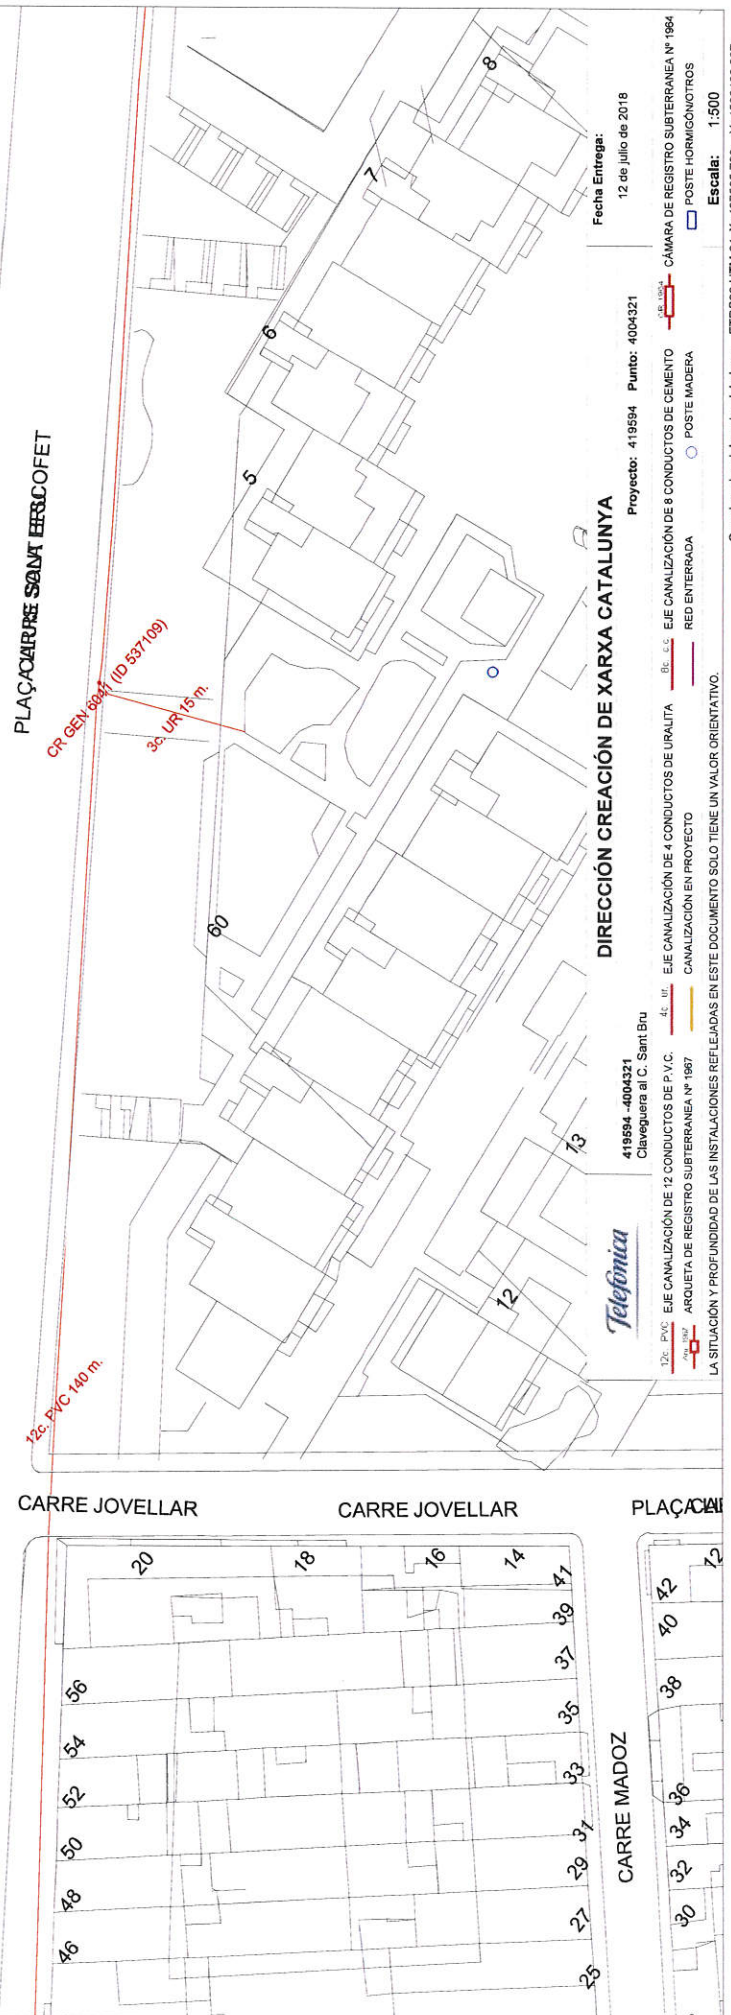 CARRE SANT BRU
PLAÇA
CR GEN 6041 (ID 537109)
3c. UR 15 m.
12c. PVC 140 m.
8
7
6
5
60
13
12
Telefónica
419594 -4004321
Claveguera al C. Sant Bru
DIRECCIÓN CREACIÓN DE XARXA CATALUNYA
Proyecto: 419594 Punto: 4004321
Fecha Entrega:
12 de julio de 2018
12c. PVC EJE CANALIZACIÓN DE 12 CONDUCTOS DE P.V.C. 4c. ur. EJE CANALIZACIÓN DE 4 CONDUCTOS DE URALITA 8c. c.c. EJE CANALIZACIÓN DE 8 CONDUCTOS DE CEMENTO C.R. 1964 CÁMARA DE REGISTRO SUBTERRANEA Nº 1964
Arq. 1967 ARQUETA DE REGISTRO SUBTERRANEA Nº 1967 CANALIZACIÓN EN PROYECTO RED ENTERRADA POSTE MADERA POSTE HORMIGÓN/OTROS
LA SITUACIÓN Y PROFUNDIDAD DE LAS INSTALACIONES REFLEJADAS EN ESTE DOCUMENTO SOLO TIENE UN VALOR ORIENTATIVO.
Escala: 1:500
CARRE JOVELLAR CARRE JOVELLAR PLAÇA
20 18 16 14 12
41
39
37
35
33
31
29
27
25
56
54
52
50
48
46
CARRE MADOZ
42
40
38
36
34
32
30